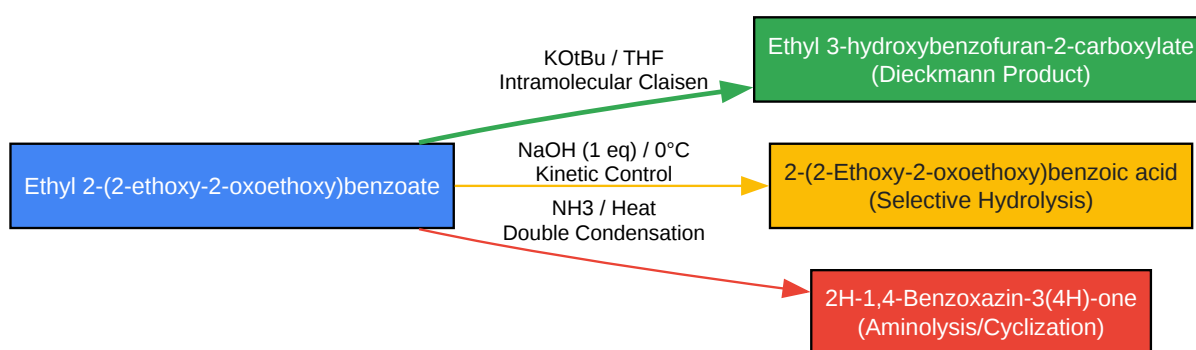 Ethyl 3-hydroxybenzofuran-2-carboxylate
(Dieckmann Product)
KOtBu / THF
Intramolecular Claisen
Ethyl 2-(2-ethoxy-2-oxoethoxy)benzoate
NaOH (1 eq) / 0°C
Kinetic Control
2-(2-Ethoxy-2-oxoethoxy)benzoic acid
(Selective Hydrolysis)
NH3 / Heat
Double Condensation
2H-1,4-Benzoxazin-3(4H)-one
(Aminolysis/Cyclization)